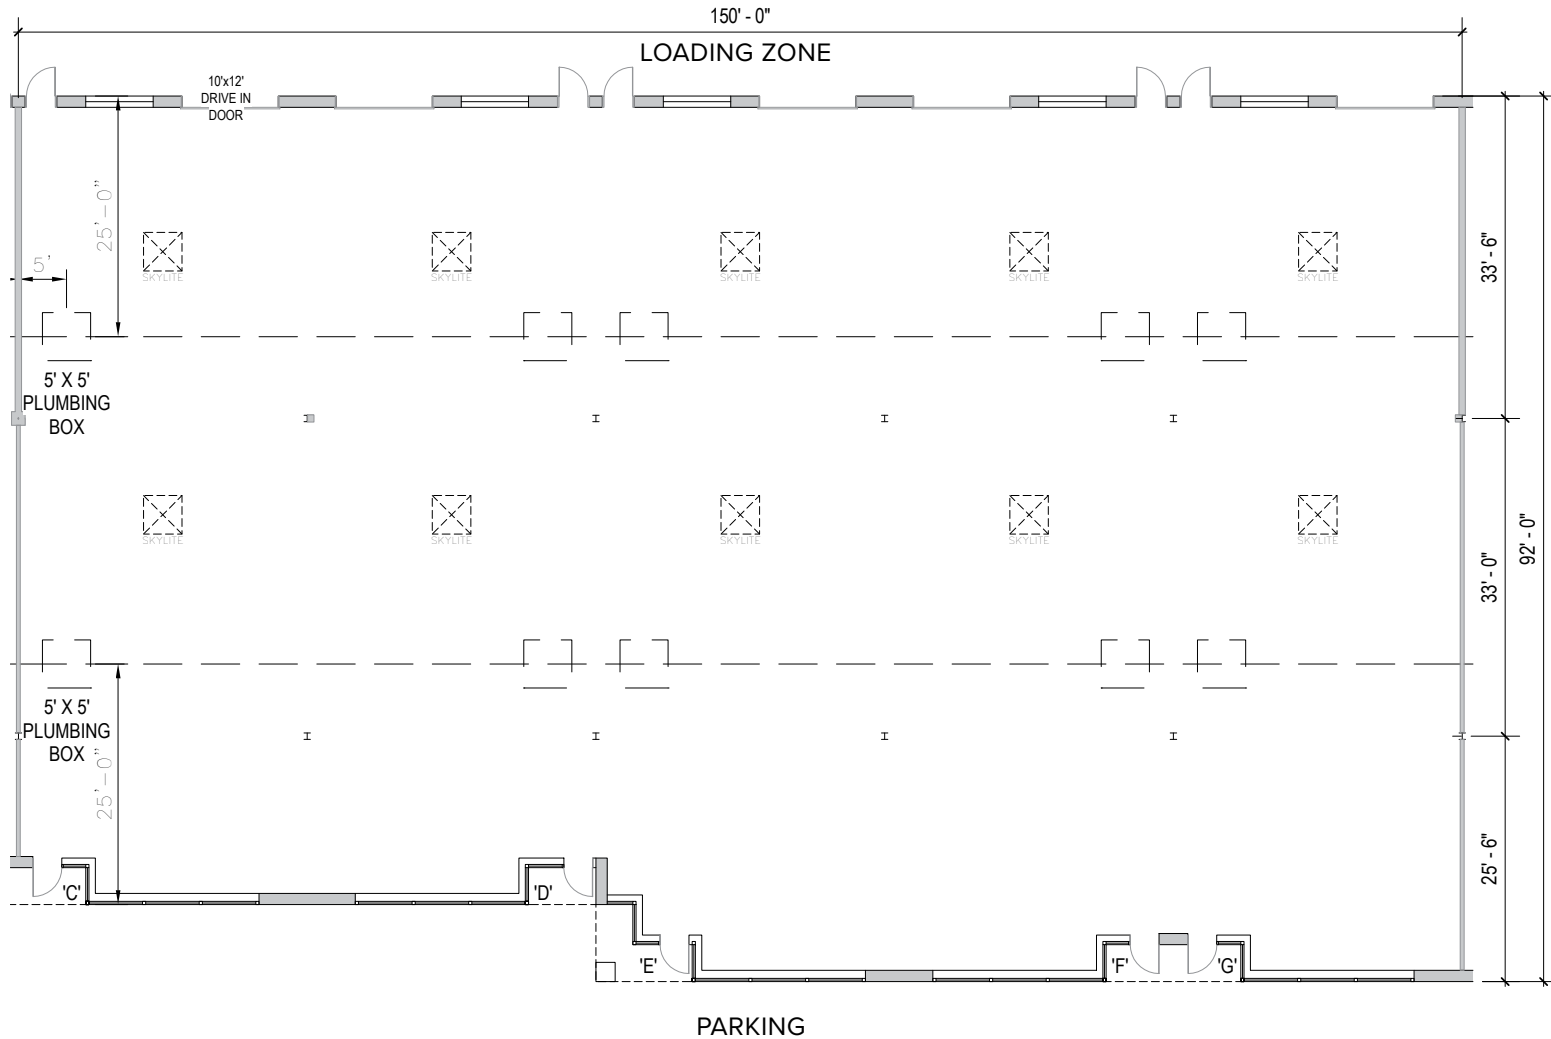 150' - 0"
LOADING ZONE
10'x12'
DRIVE IN
DOOR
25'-0"
5'
33' - 6"
SKYLITE
SKYLITE
SKYLITE
SKYLITE
SKYLITE
5' X 5'
PLUMBING
BOX
SKYLITE
SKYLITE
SKYLITE
SKYLITE
SKYLITE
33' - 0"
92' - 0"
5' X 5'
PLUMBING
BOX
25'-0"
25' - 6"
'C'
'D'
'E'
'F'
'G'
PARKING